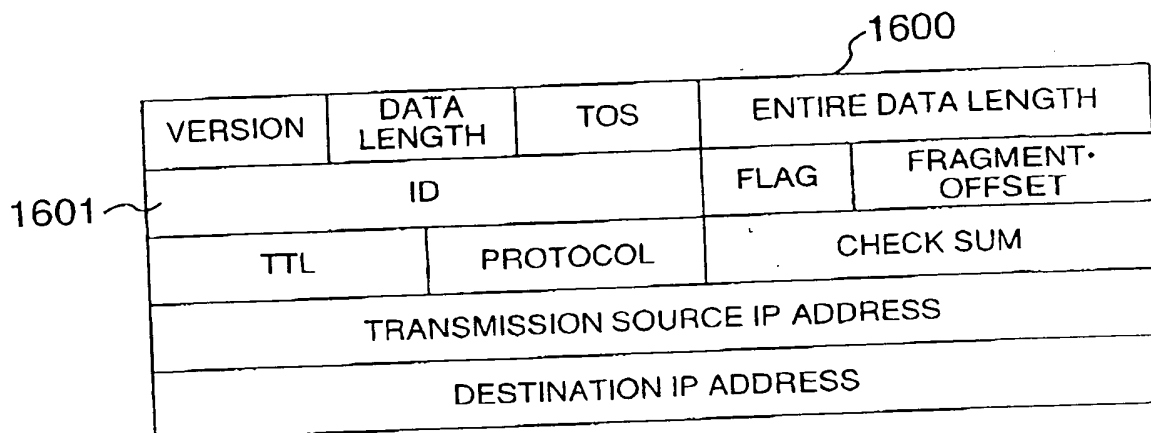 1600
VERSION
DATA
LENGTH
TOS
ENTIRE DATA LENGTH
1601
ID
FLAG
FRAGMENT·
OFFSET
TTL
PROTOCOL
CHECK SUM
TRANSMISSION SOURCE IP ADDRESS
DESTINATION IP ADDRESS